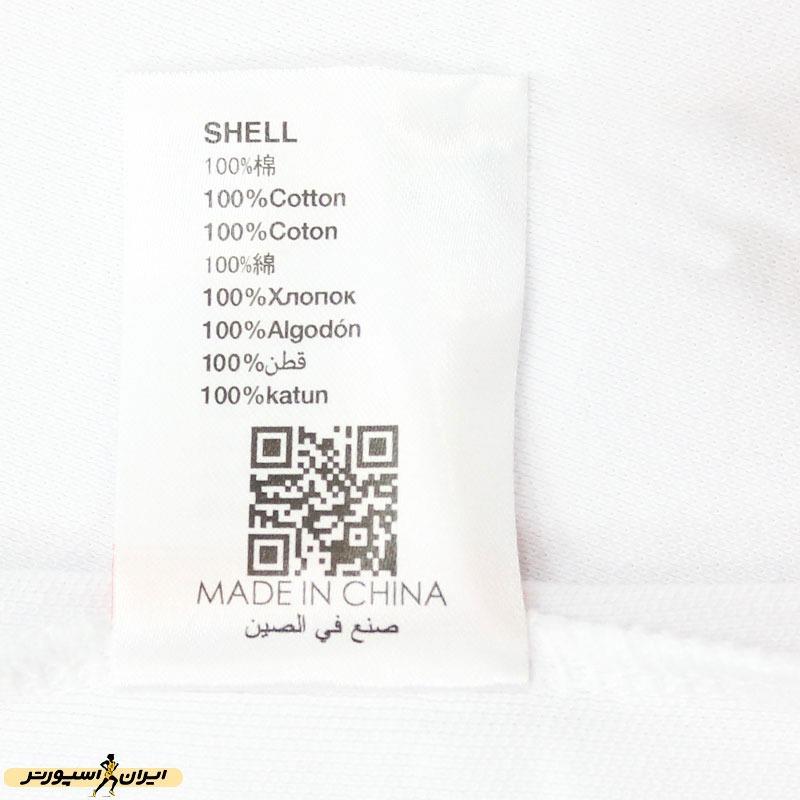 SHELL
100%棉
100%Cotton
100%Coton
100%綿
100%Хлопок
100%Algodón
100%قطن
100%katun
MADE IN CHINA
صنع في الصين
ایران اسپورتر